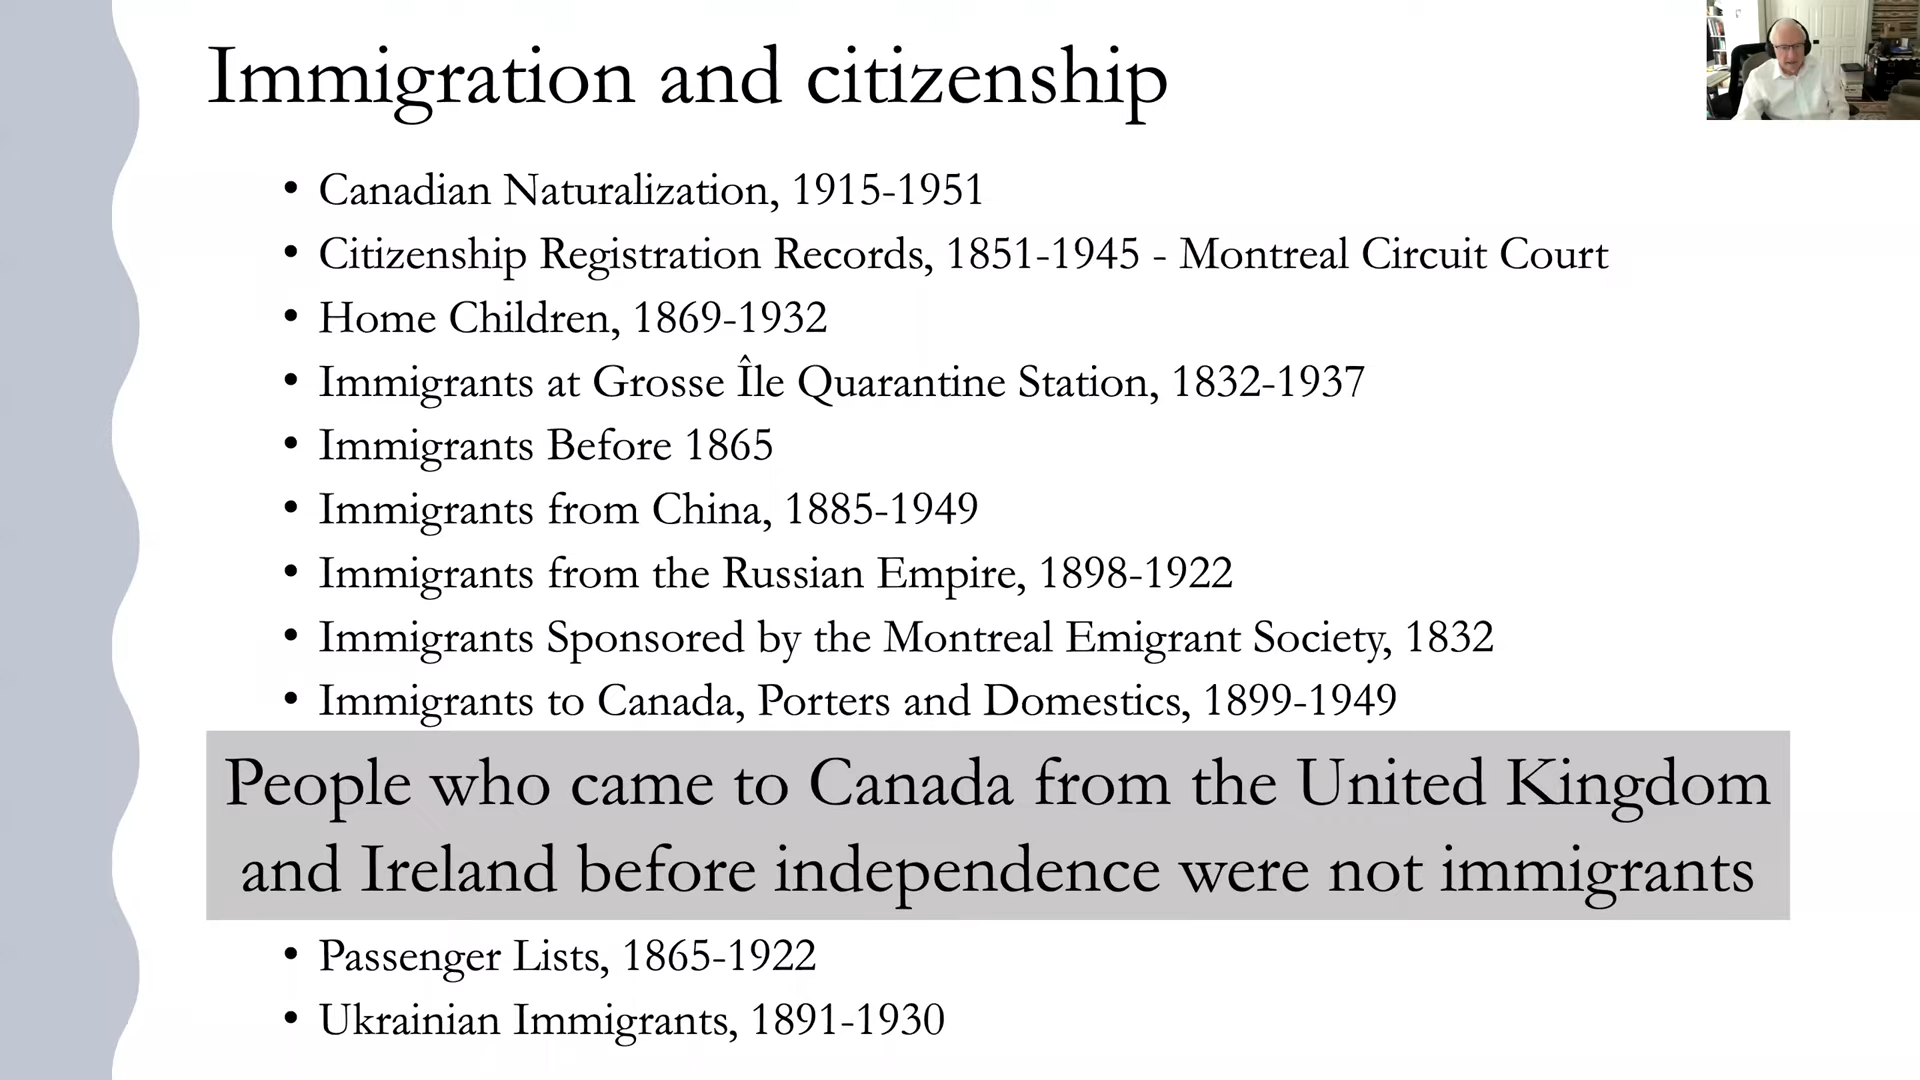 Immigration and citizenship
• Canadian Naturalization, 1915-1951
• Citizenship Registration Records, 1851-1945 - Montreal Circuit Court
• Home Children, 1869-1932
• Immigrants at Grosse Île Quarantine Station, 1832-1937
• Immigrants Before 1865
• Immigrants from China, 1885-1949
• Immigrants from the Russian Empire, 1898-1922
• Immigrants Sponsored by the Montreal Emigrant Society, 1832
• Immigrants to Canada, Porters and Domestics, 1899-1949
People who came to Canada from the United Kingdom
and Ireland before independence were not immigrants
• Passenger Lists, 1865-1922
• Ukrainian Immigrants, 1891-1930